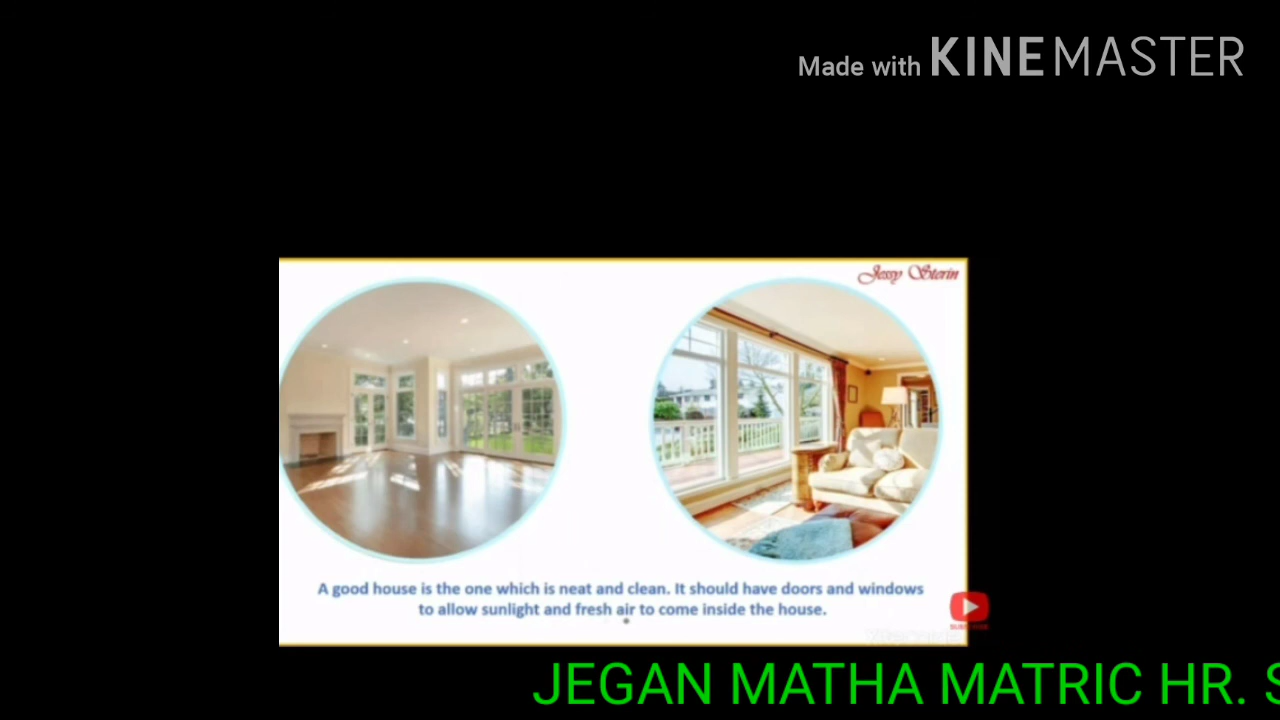 Made with KINEMASTER
Jessy Sterin
A good house is the one which is neat and clean. It should have doors and windows
to allow sunlight and fresh air to come inside the house.
JEGAN MATHA MATRIC HR. S